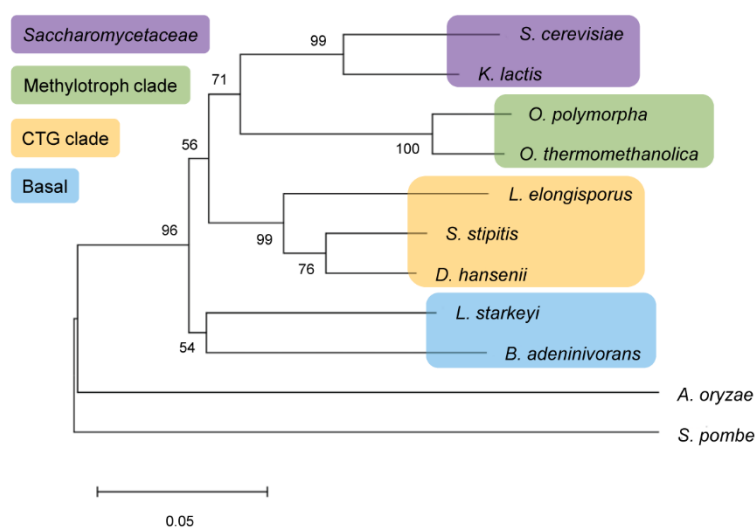 Saccharomycetaceae
Methylotroph clade
CTG clade
Basal
99
71
100
56
99
76
96
54
S. cerevisiae
K. lactis
O. polymorpha
O. thermomethanolica
L. elongisporus
S. stipitis
D. hansenii
L. starkeyi
B. adeninivorans
A. oryzae
S. pombe
0.05